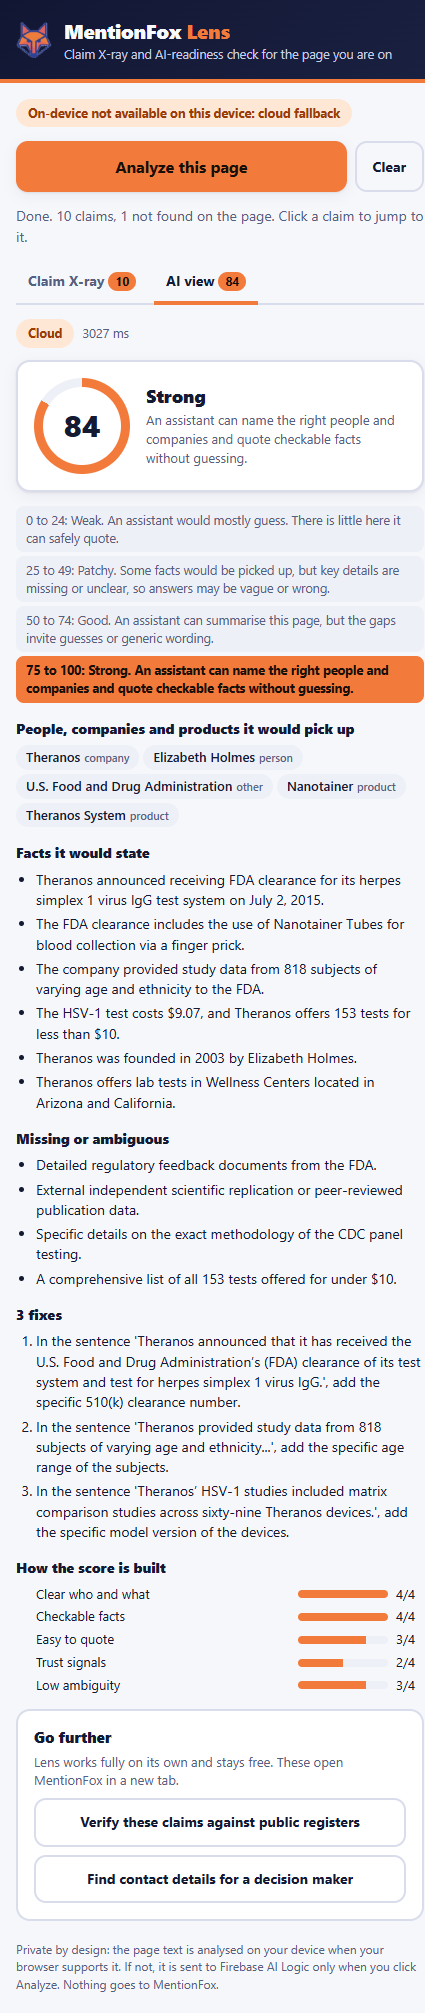 MentionFox Lens
Claim X-ray and AI-readiness check for the page you are on
On-device not available on this device: cloud fallback
Analyze this page
Clear
Done. 10 claims, 1 not found on the page. Click a claim to jump to
it.
Claim X-ray 10
AI view 84
Cloud 3027 ms
84
Strong
An assistant can name the right people and
companies and quote checkable facts
without guessing.
0 to 24: Weak. An assistant would mostly guess. There is little here it
can safely quote.
25 to 49: Patchy. Some facts would be picked up, but key details are
missing or unclear, so answers may be vague or wrong.
50 to 74: Good. An assistant can summarise this page, but the gaps
invite guesses or generic wording.
75 to 100: Strong. An assistant can name the right people and
companies and quote checkable facts without guessing.
People, companies and products it would pick up
Theranos company Elizabeth Holmes person
U.S. Food and Drug Administration other Nanotainer product
Theranos System product
Facts it would state
• Theranos announced receiving FDA clearance for its herpes
simplex 1 virus IgG test system on July 2, 2015.
• The FDA clearance includes the use of Nanotainer Tubes for
blood collection via a finger prick.
• The company provided study data from 818 subjects of
varying age and ethnicity to the FDA.
• The HSV-1 test costs $9.07, and Theranos offers 153 tests for
less than $10.
• Theranos was founded in 2003 by Elizabeth Holmes.
• Theranos offers lab tests in Wellness Centers located in
Arizona and California.
Missing or ambiguous
• Detailed regulatory feedback documents from the FDA.
• External independent scientific replication or peer-reviewed
publication data.
• Specific details on the exact methodology of the CDC panel
testing.
• A comprehensive list of all 153 tests offered for under $10.
3 fixes
1. In the sentence 'Theranos announced that it has received the
U.S. Food and Drug Administration's (FDA) clearance of its test
system and test for herpes simplex 1 virus IgG.', add the
specific 510(k) clearance number.
2. In the sentence 'Theranos provided study data from 818
subjects of varying age and ethnicity...', add the specific age
range of the subjects.
3. In the sentence 'Theranos' HSV-1 studies included matrix
comparison studies across sixty-nine Theranos devices.', add
the specific model version of the devices.
How the score is built
Clear who and what 4/4
Checkable facts 4/4
Easy to quote 3/4
Trust signals 2/4
Low ambiguity 3/4
Go further
Lens works fully on its own and stays free. These open
MentionFox in a new tab.
Verify these claims against public registers
Find contact details for a decision maker
Private by design: the page text is analysed on your device when your
browser supports it. If not, it is sent to Firebase AI Logic only when you click
Analyze. Nothing goes to MentionFox.